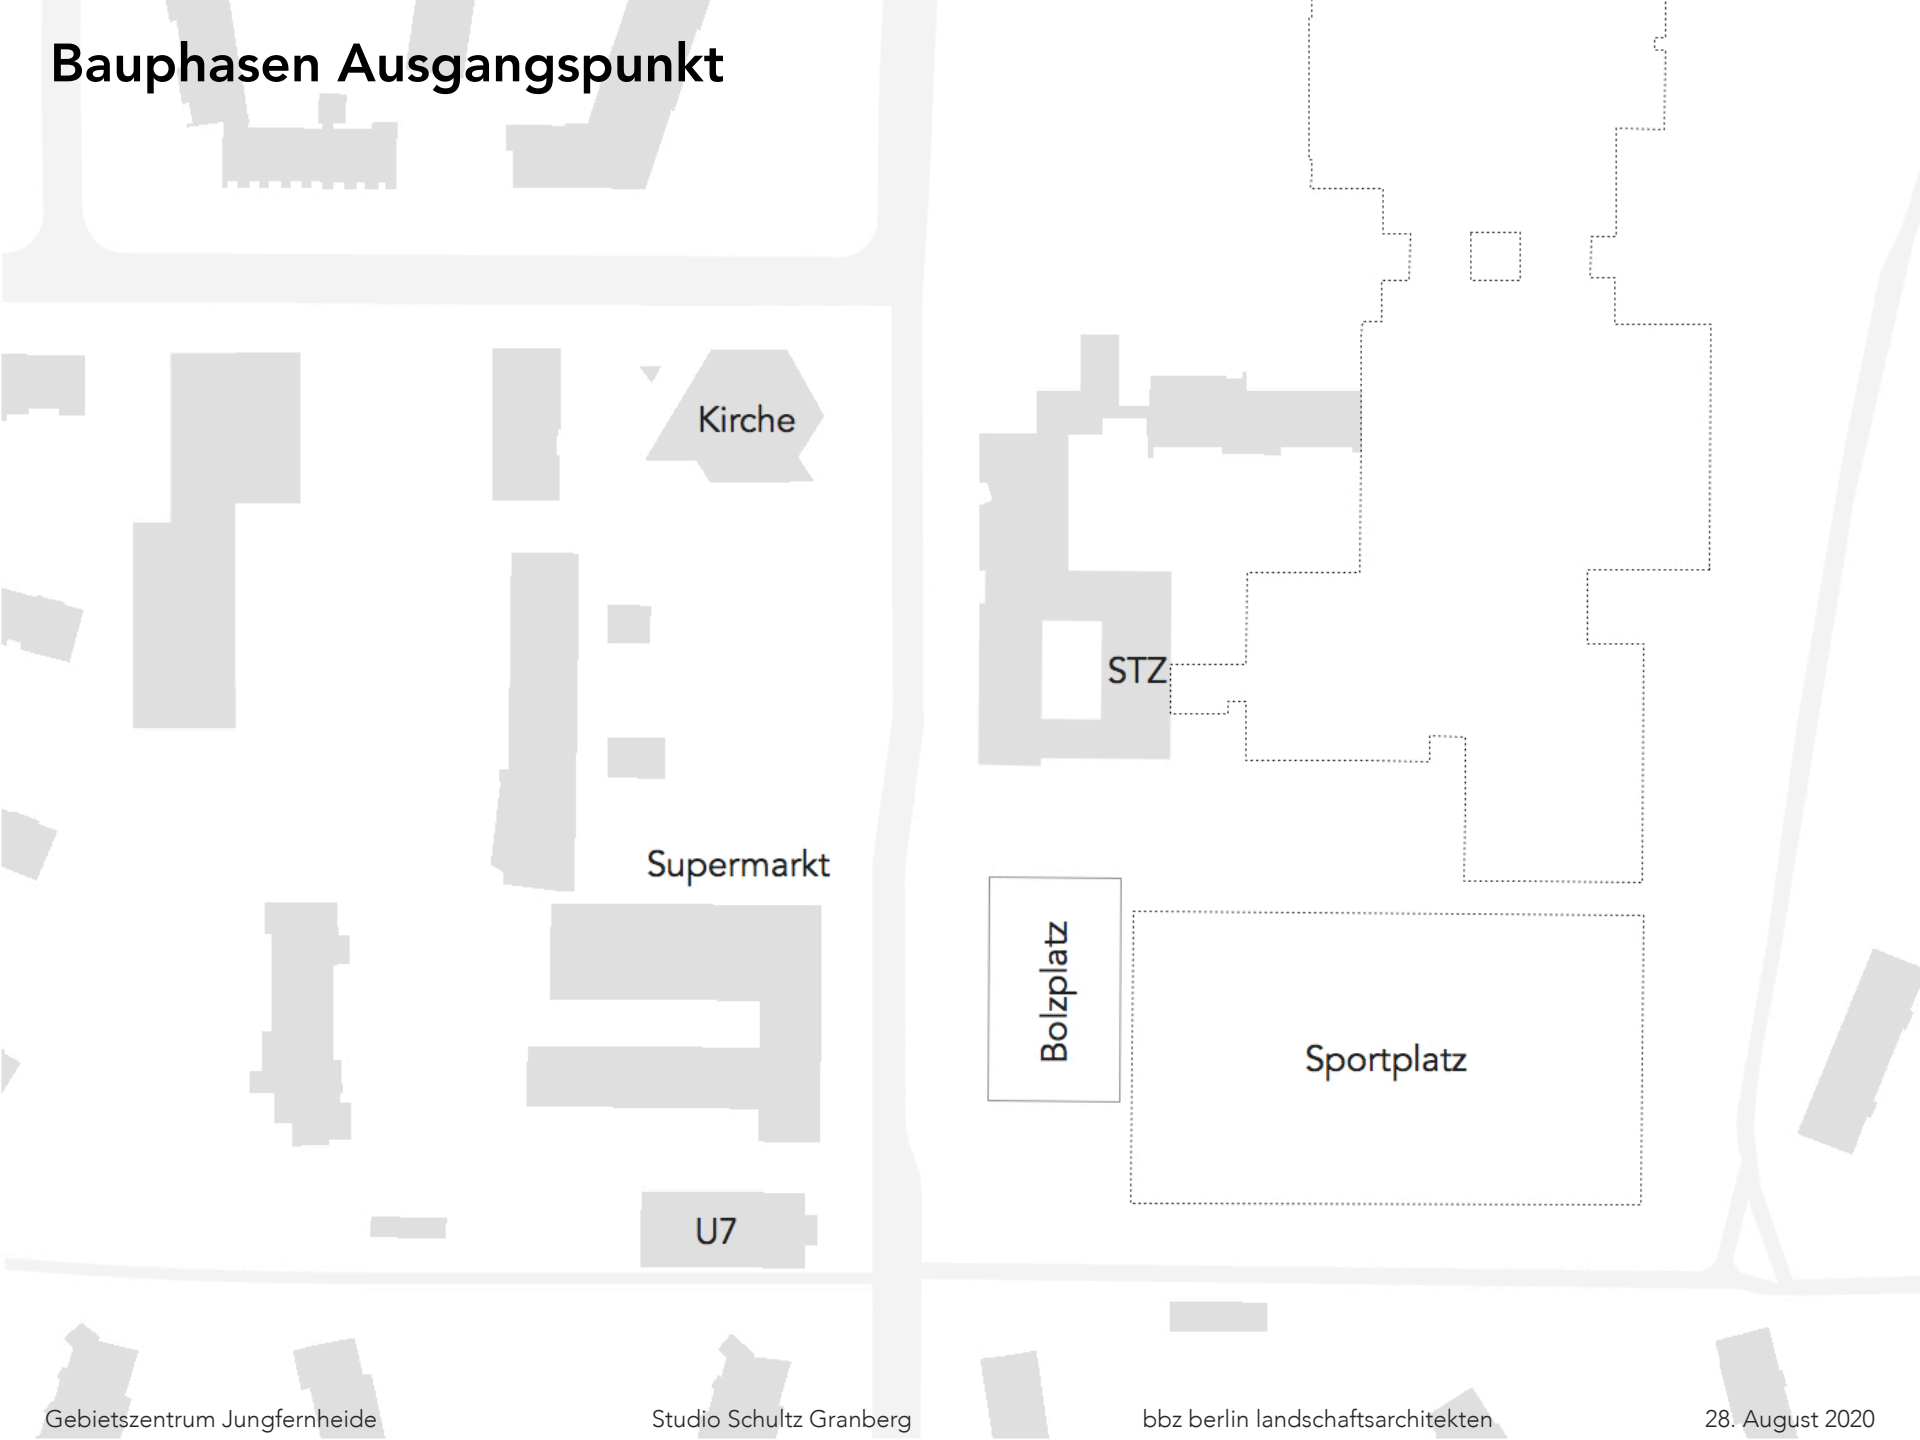 Bauphasen Ausgangspunkt
Kirche
STZ
Supermarkt
Bolzplatz
Sportplatz
U7
Gebietszentrum Jungfernheide
Studio Schultz Granberg
bbz berlin landschaftsarchitekten
28. August 2020